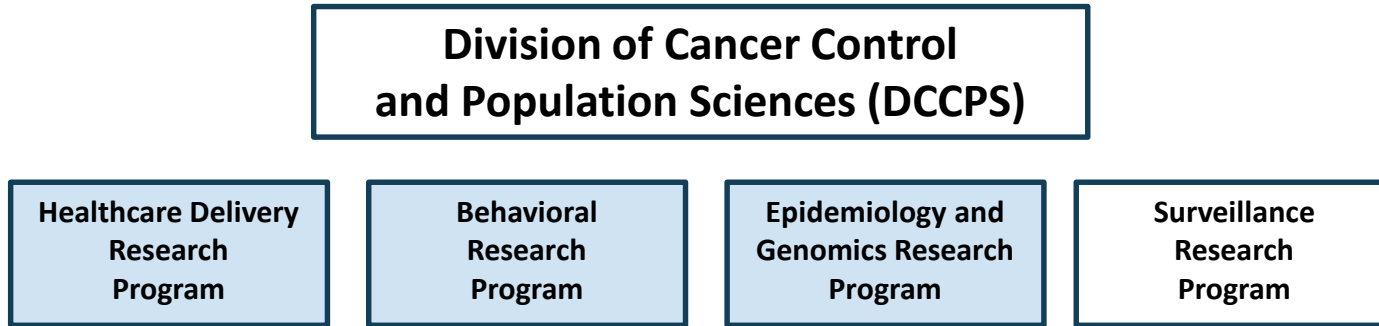 Division of Cancer Control
and Population Sciences (DCCPS)
Healthcare Delivery
Research
Program
Behavioral
Research
Program
Epidemiology and
Genomics Research
Program
Surveillance
Research
Program